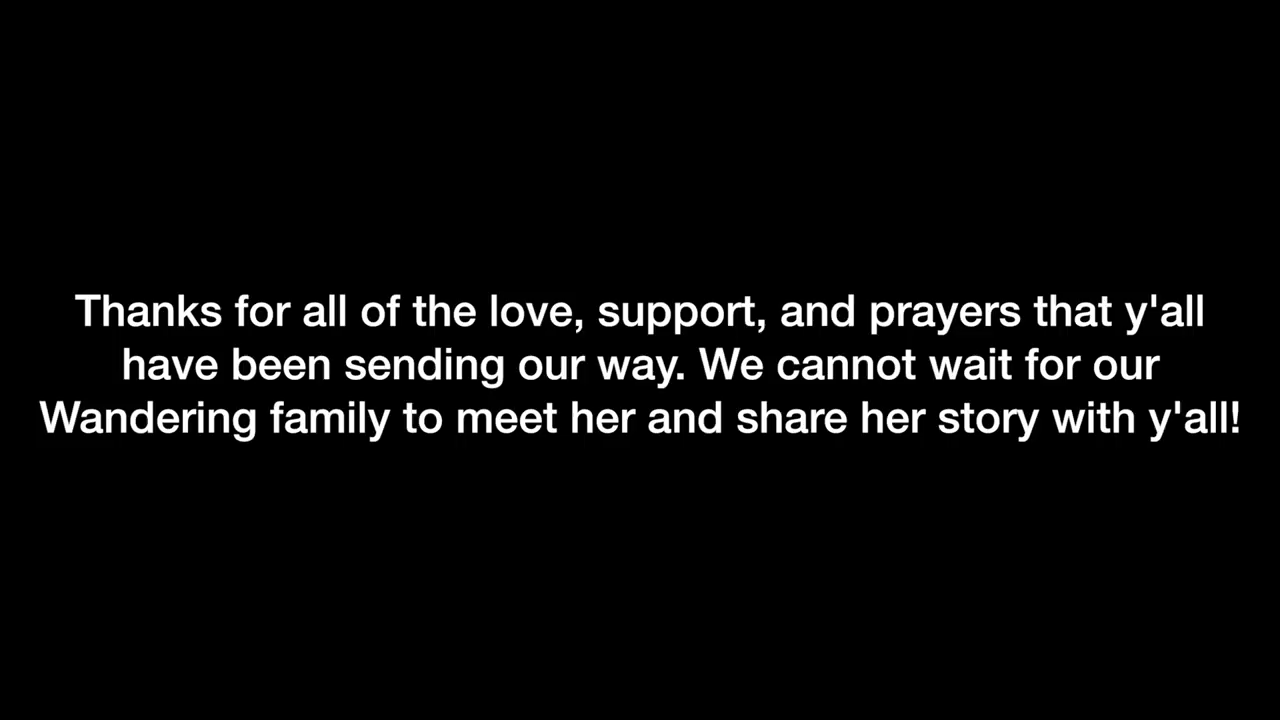 Thanks for all of the love, support, and prayers that y'all
have been sending our way. We cannot wait for our
Wandering family to meet her and share her story with y'all!